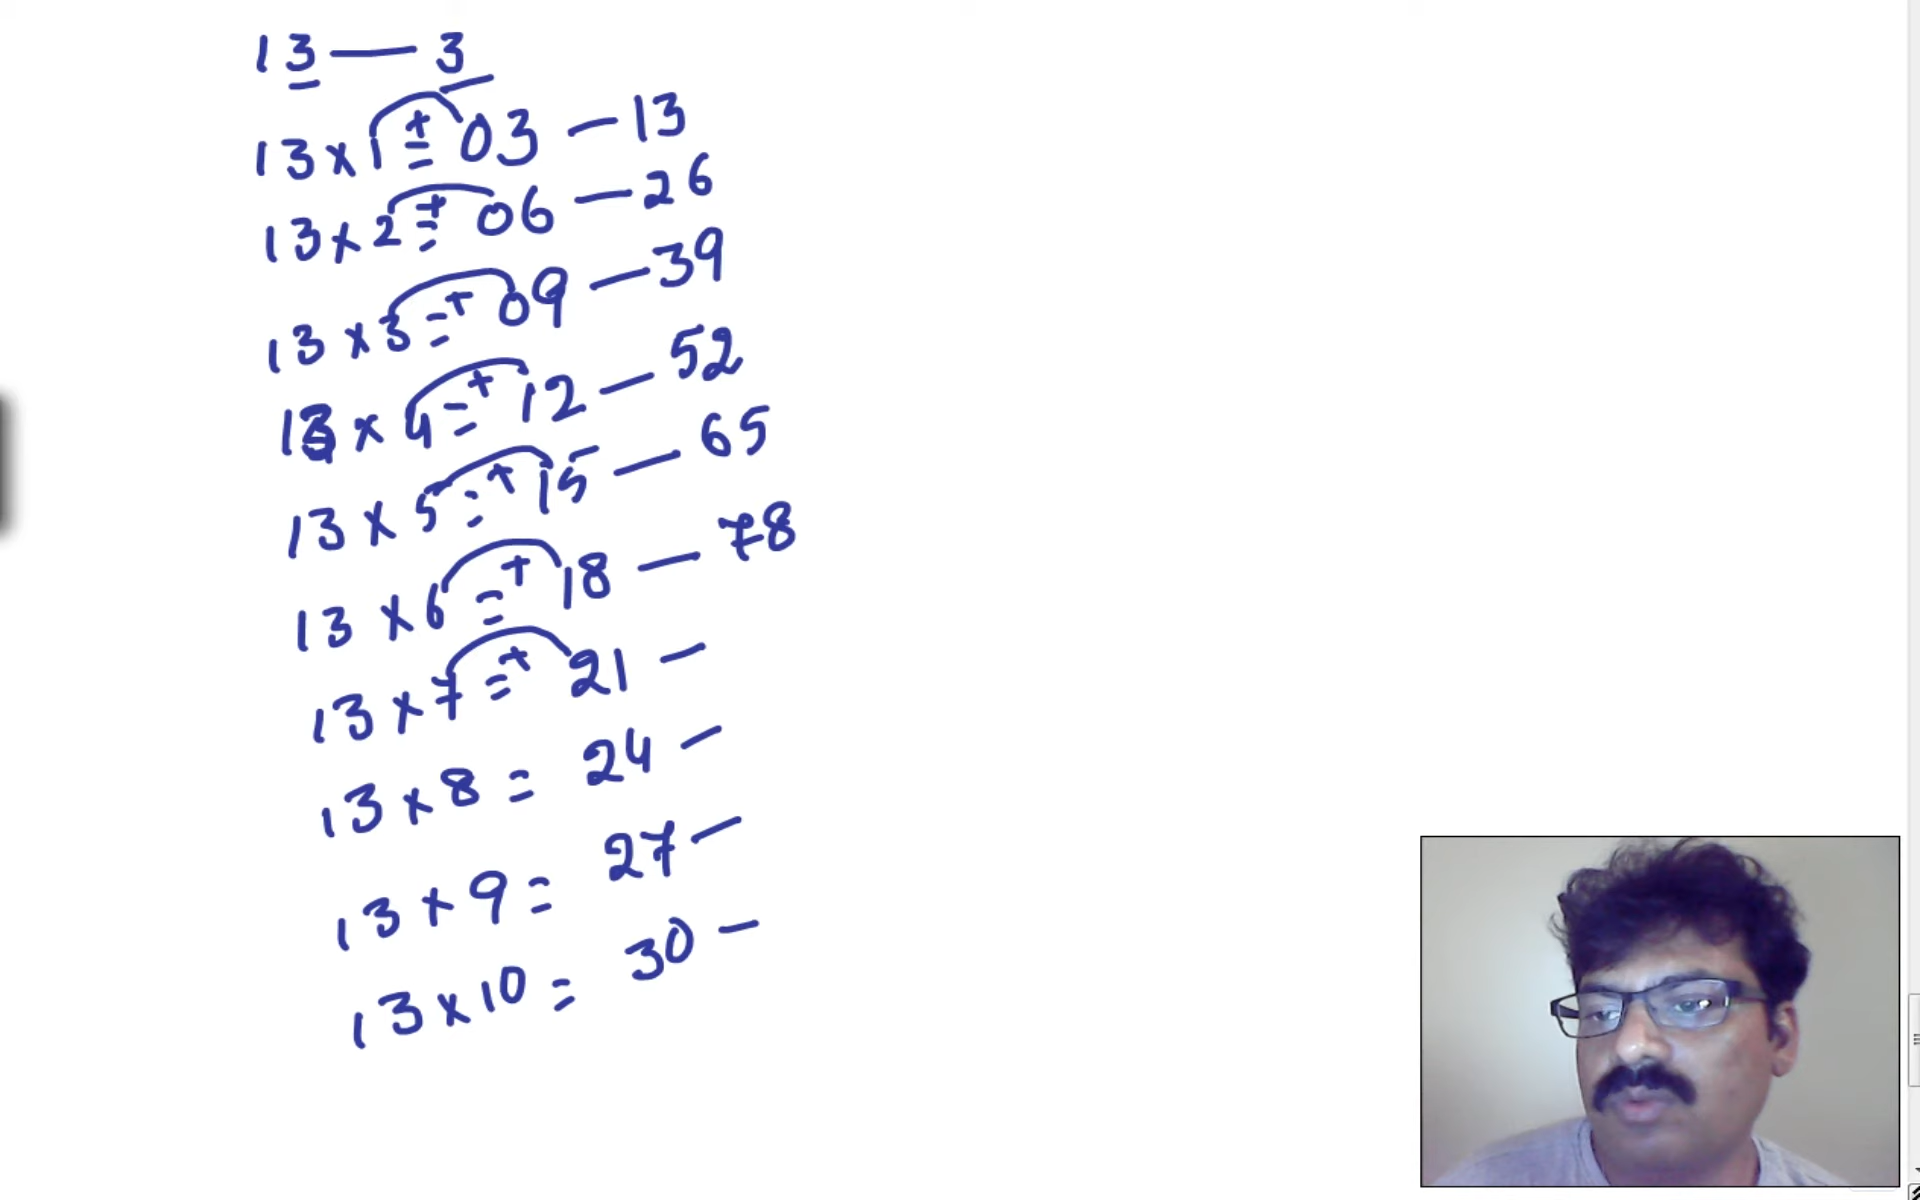 13 — 3
13 x 1 = + 03 — 13
13 x 2 = + 06 — 26
13 x 3 = + 09 — 39
13 x 4 = + 12 — 52
13 x 5 = + 15 — 65
13 x 6 = + 18 — 78
13 x 7 = + 21 —
13 x 8 = 24 —
13 x 9 = 27 —
13 x 10 = 30 —